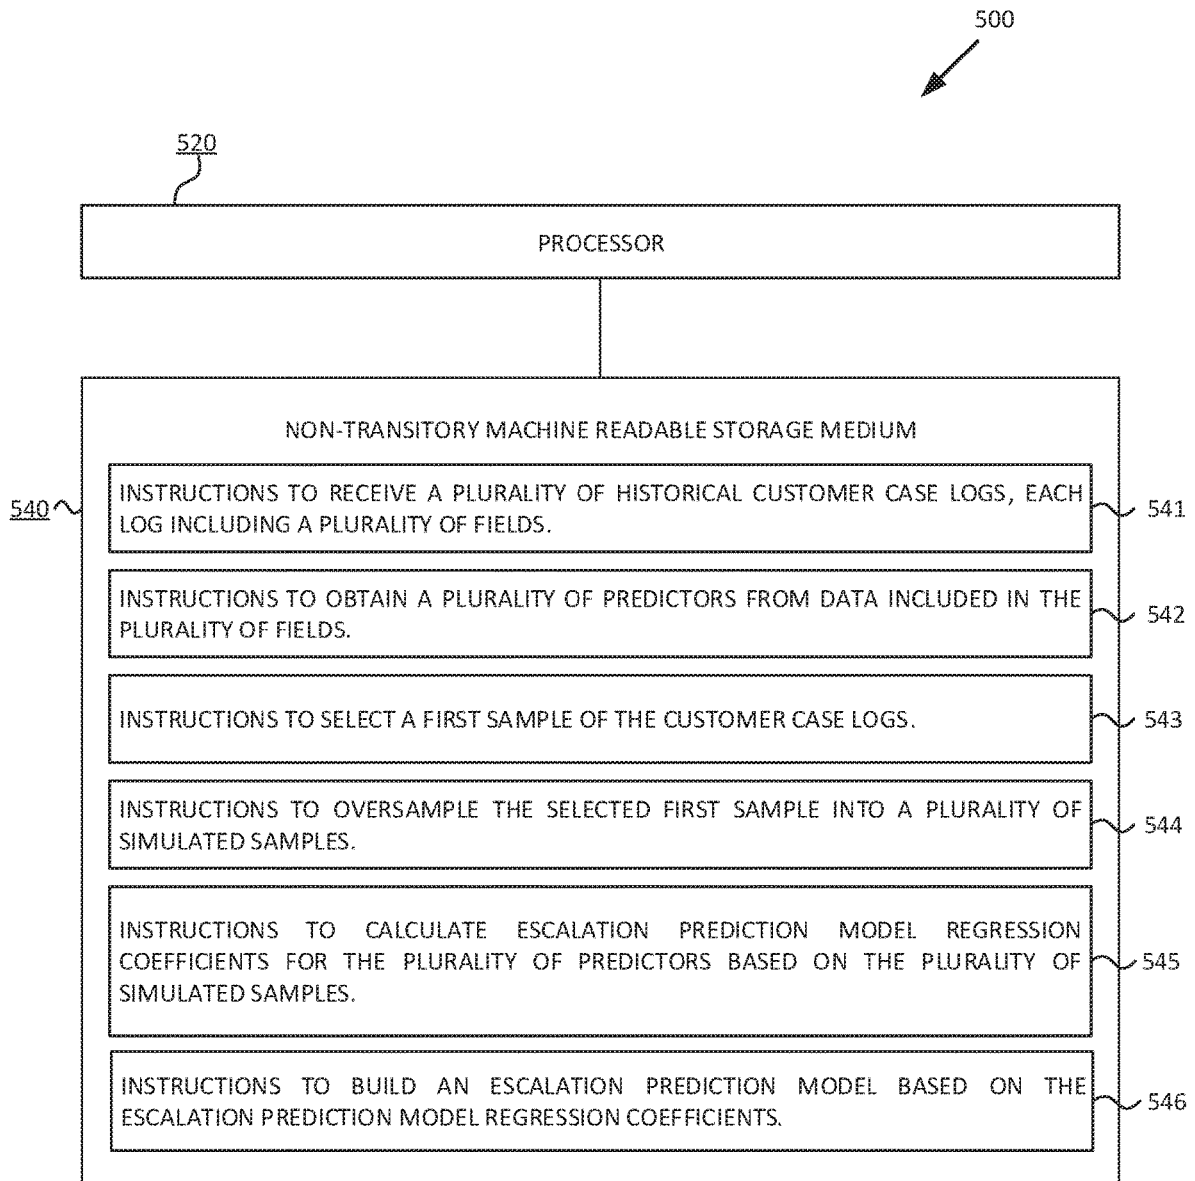 500
520
PROCESSOR
NON-TRANSITORY MACHINE READABLE STORAGE MEDIUM
540
INSTRUCTIONS TO RECEIVE A PLURALITY OF HISTORICAL CUSTOMER CASE LOGS, EACH
LOG INCLUDING A PLURALITY OF FIELDS.
541
INSTRUCTIONS TO OBTAIN A PLURALITY OF PREDICTORS FROM DATA INCLUDED IN THE
PLURALITY OF FIELDS.
542
INSTRUCTIONS TO SELECT A FIRST SAMPLE OF THE CUSTOMER CASE LOGS.
543
INSTRUCTIONS TO OVERSAMPLE THE SELECTED FIRST SAMPLE INTO A PLURALITY OF
SIMULATED SAMPLES.
544
INSTRUCTIONS TO CALCULATE ESCALATION PREDICTION MODEL REGRESSION
COEFFICIENTS FOR THE PLURALITY OF PREDICTORS BASED ON THE PLURALITY OF
SIMULATED SAMPLES.
545
INSTRUCTIONS TO BUILD AN ESCALATION PREDICTION MODEL BASED ON THE
ESCALATION PREDICTION MODEL REGRESSION COEFFICIENTS.
546